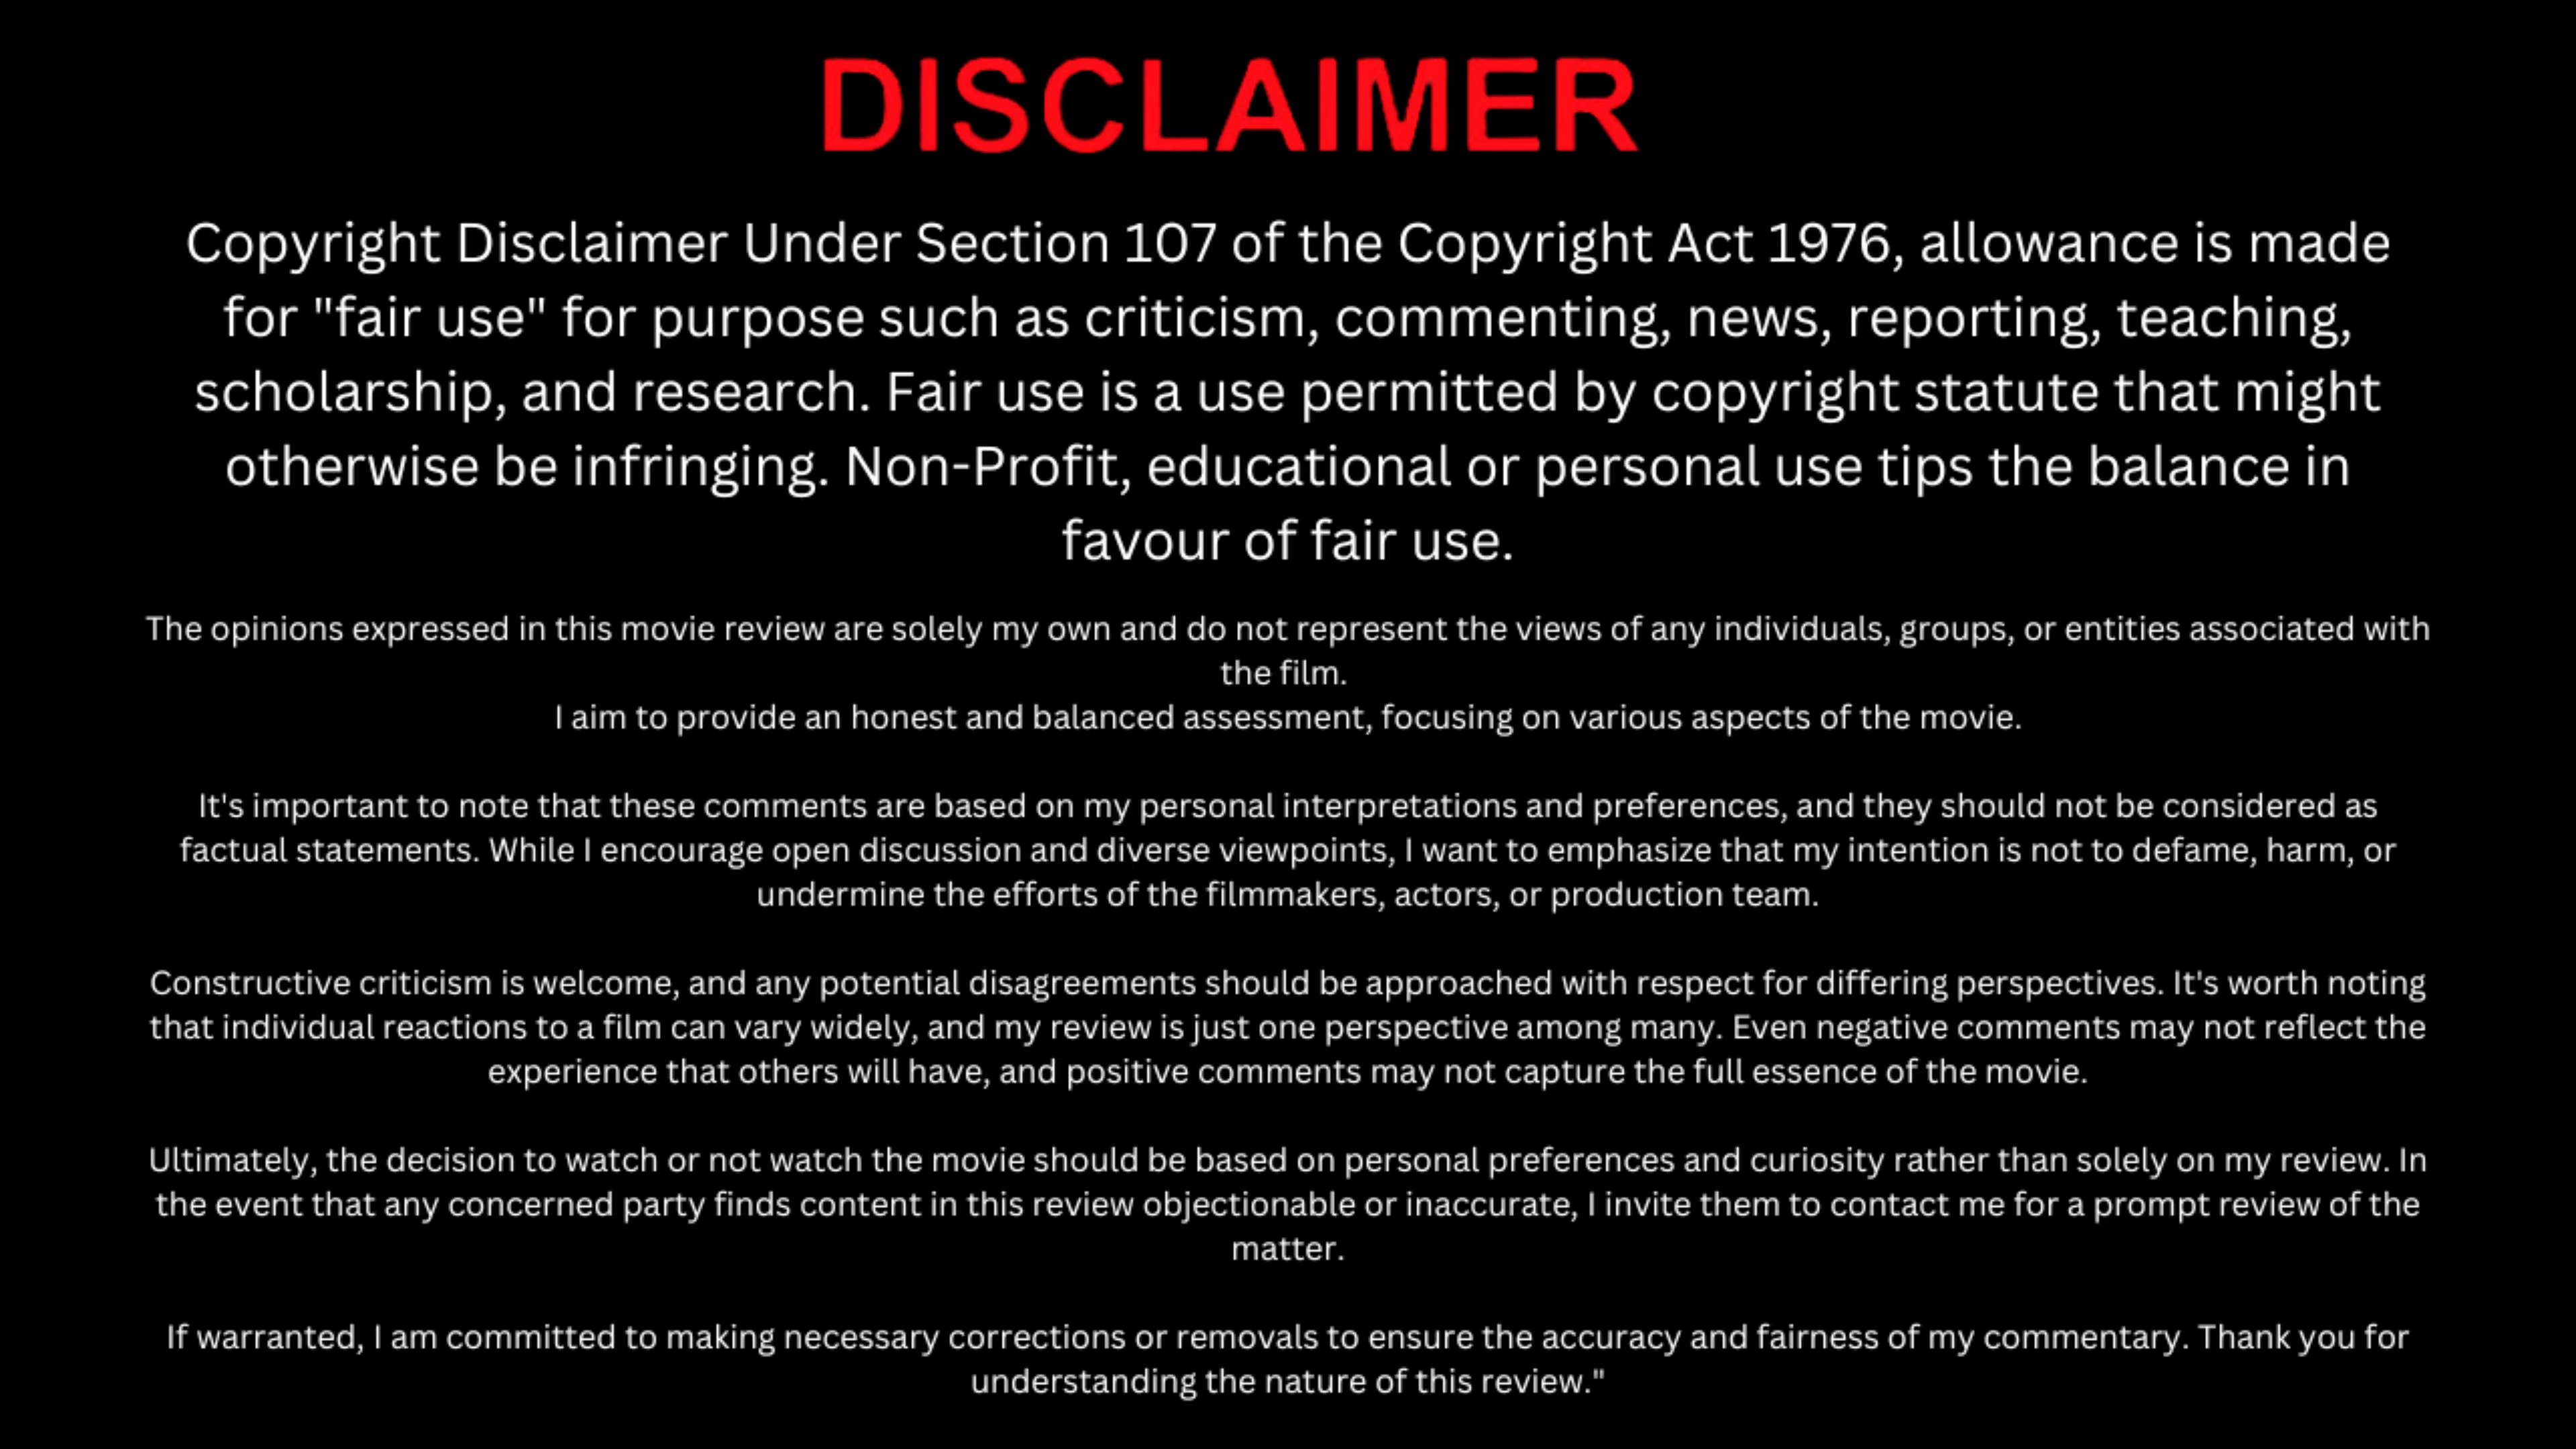 DISCLAIMER
Copyright Disclaimer Under Section 107 of the Copyright Act 1976, allowance is made
for "fair use" for purpose such as criticism, commenting, news, reporting, teaching,
scholarship, and research. Fair use is a use permitted by copyright statute that might
otherwise be infringing. Non-Profit, educational or personal use tips the balance in
favour of fair use.
The opinions expressed in this movie review are solely my own and do not represent the views of any individuals, groups, or entities associated with
the film.
I aim to provide an honest and balanced assessment, focusing on various aspects of the movie.
It's important to note that these comments are based on my personal interpretations and preferences, and they should not be considered as
factual statements. While I encourage open discussion and diverse viewpoints, I want to emphasize that my intention is not to defame, harm, or
undermine the efforts of the filmmakers, actors, or production team.
Constructive criticism is welcome, and any potential disagreements should be approached with respect for differing perspectives. It's worth noting
that individual reactions to a film can vary widely, and my review is just one perspective among many. Even negative comments may not reflect the
experience that others will have, and positive comments may not capture the full essence of the movie.
Ultimately, the decision to watch or not watch the movie should be based on personal preferences and curiosity rather than solely on my review. In
the event that any concerned party finds content in this review objectionable or inaccurate, I invite them to contact me for a prompt review of the
matter.
If warranted, I am committed to making necessary corrections or removals to ensure the accuracy and fairness of my commentary. Thank you for
understanding the nature of this review."